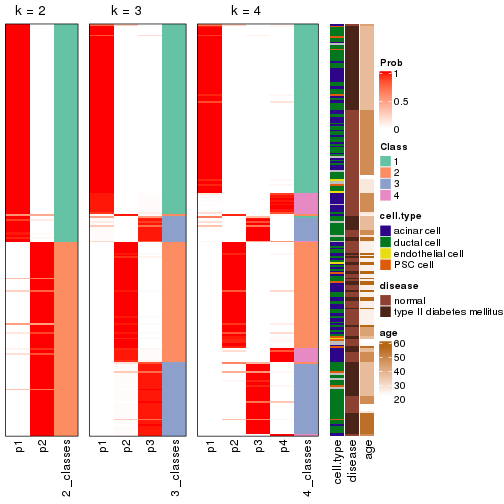 k = 2
k = 3
k = 4
p1
p2
2_classes
p1
p2
p3
3_classes
p1
p2
p3
p4
4_classes
cell.type
disease
age
Prob
1
0.5
0
Class
1
2
3
4
cell.type
acinar cell
ductal cell
endothelial cell
PSC cell
disease
normal
type II diabetes mellitus
age
60
50
40
30
20